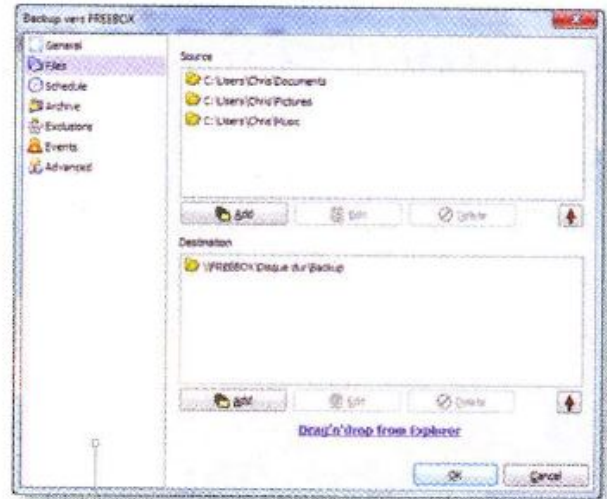 Backup vers FREEBOX
General
Files
Schedule
Archive
Exclusions
Events
Advanced
Source
C:\Users\Chris\Documents
C:\Users\Chris\Pictures
C:\Users\Chris\Music
Add
Edit
Delete
Destination
\\FREEBOX\Disque dur\Backup
Add
Edit
Delete
Drag'n'drop from Explorer
OK
Cancel